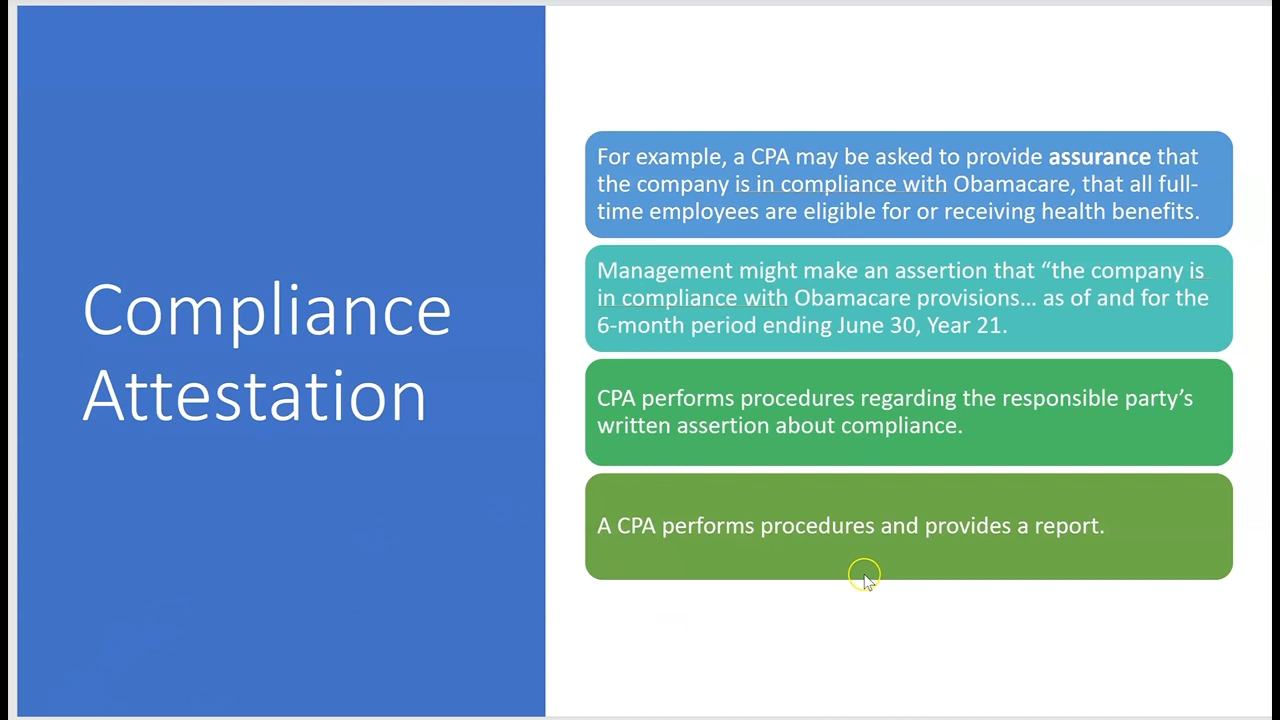 Compliance
Attestation
For example, a CPA may be asked to provide assurance that
the company is in compliance with Obamacare, that all full-
time employees are eligible for or receiving health benefits.
Management might make an assertion that “the company is
in compliance with Obamacare provisions… as of and for the
6-month period ending June 30, Year 21.
CPA performs procedures regarding the responsible party’s
written assertion about compliance.
A CPA performs procedures and provides a report.